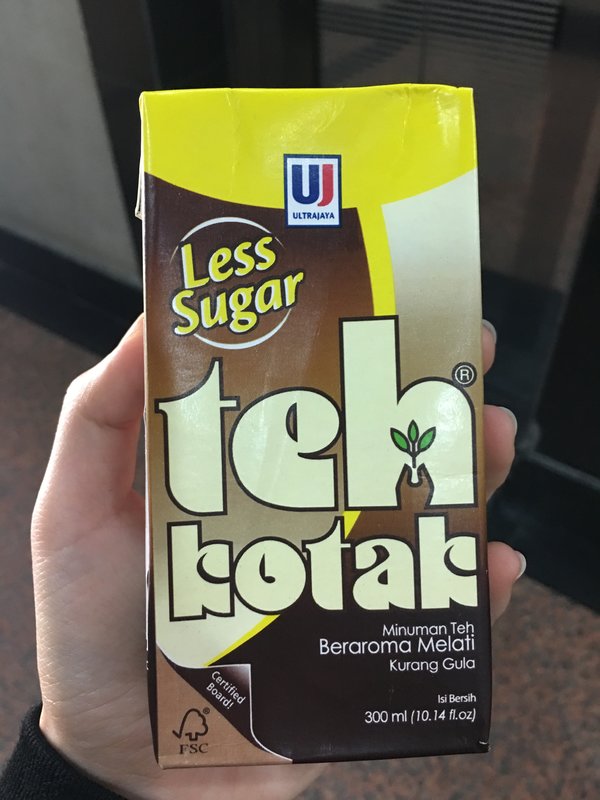 UJ
ULTRAJAYA
Less
Sugar
teh®
kotak
Minuman Teh
Beraroma Melati
Kurang Gula
Isi Bersih
300 ml (10.14 fl.oz)
Certified
Board!
®
FSC